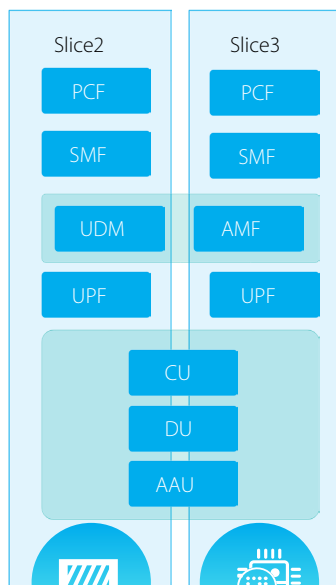 Slice2 Slice3
PCF PCF
SMF SMF
UDM AMF
UPF UPF
CU
DU
AAU